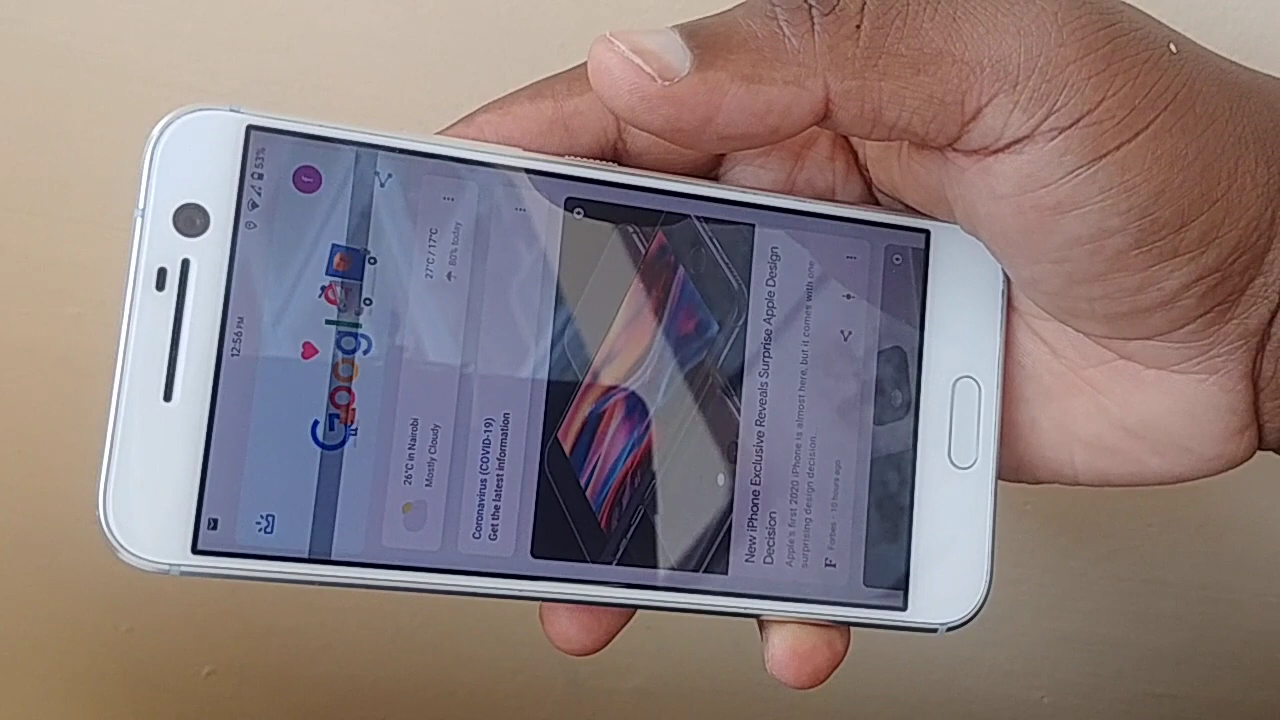 12:56 PM
53%
f
Google
26°C in Nairobi
Mostly Cloudy
27°C / 17°C
80% today
Coronavirus (COVID-19)
Get the latest information
New iPhone Exclusive Reveals Surprise Apple Design
Decision
Apple's first 2020 iPhone is almost here, but it comes with one
surprising design decision...
F Forbes · 10 hours ago